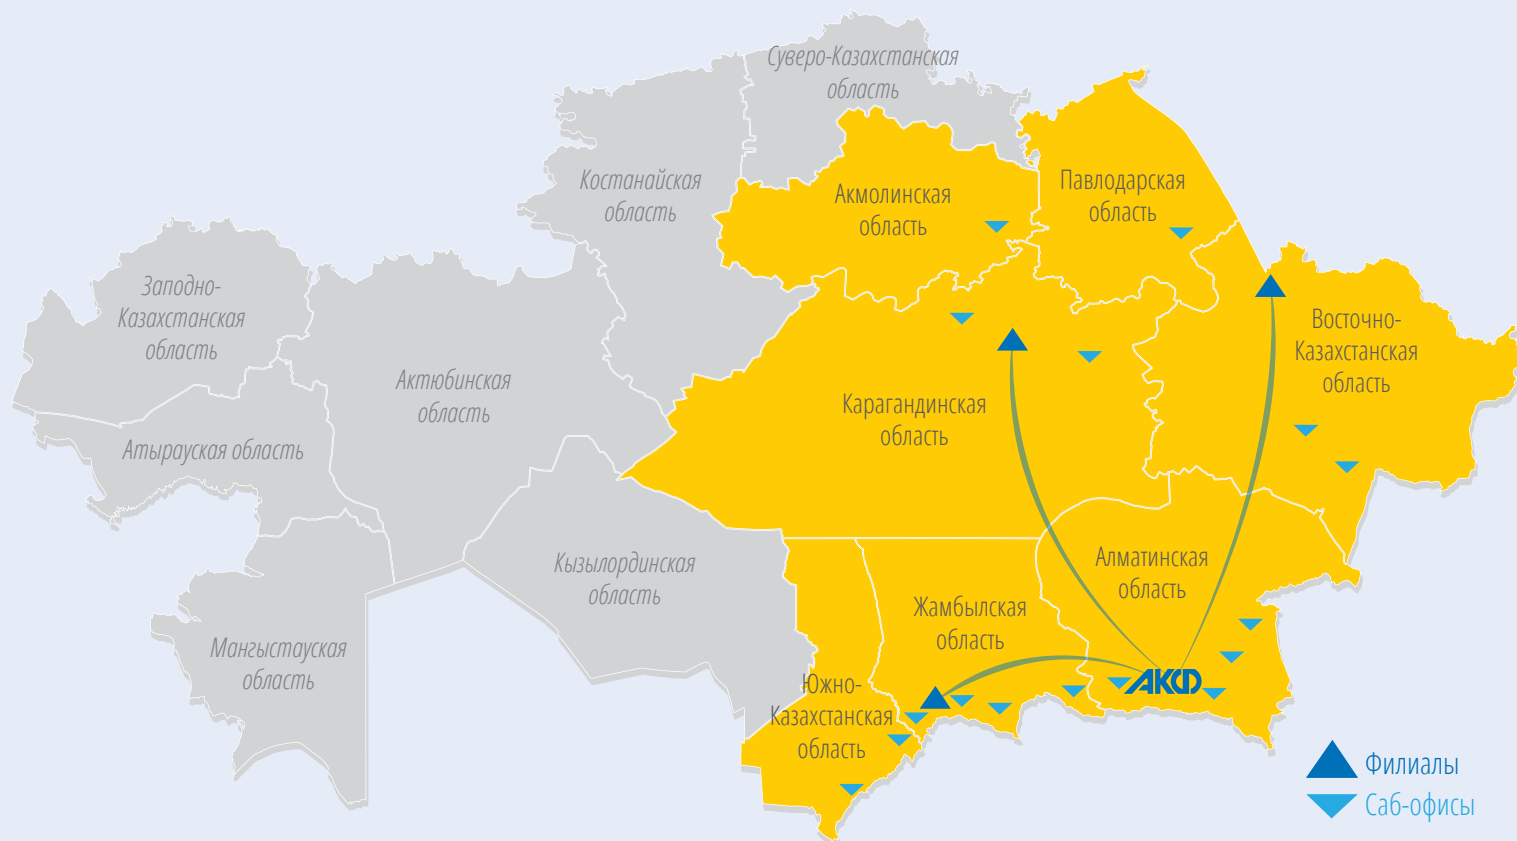 Суверо-Казахстанская
область
Костанайская
область
Акмолинская
область
Павлодарская
область
Заподно-
Казахстанская
область
Актюбинская
область
Атырауская область
Карагандинская
область
Восточно-
Казахстанская
область
Кызылординская
область
Алматинская
область
Жамбылская
область
Мангыстауская
область
Южно-
Казахстанская
область
АКСФ
Филиалы
Саб-офисы